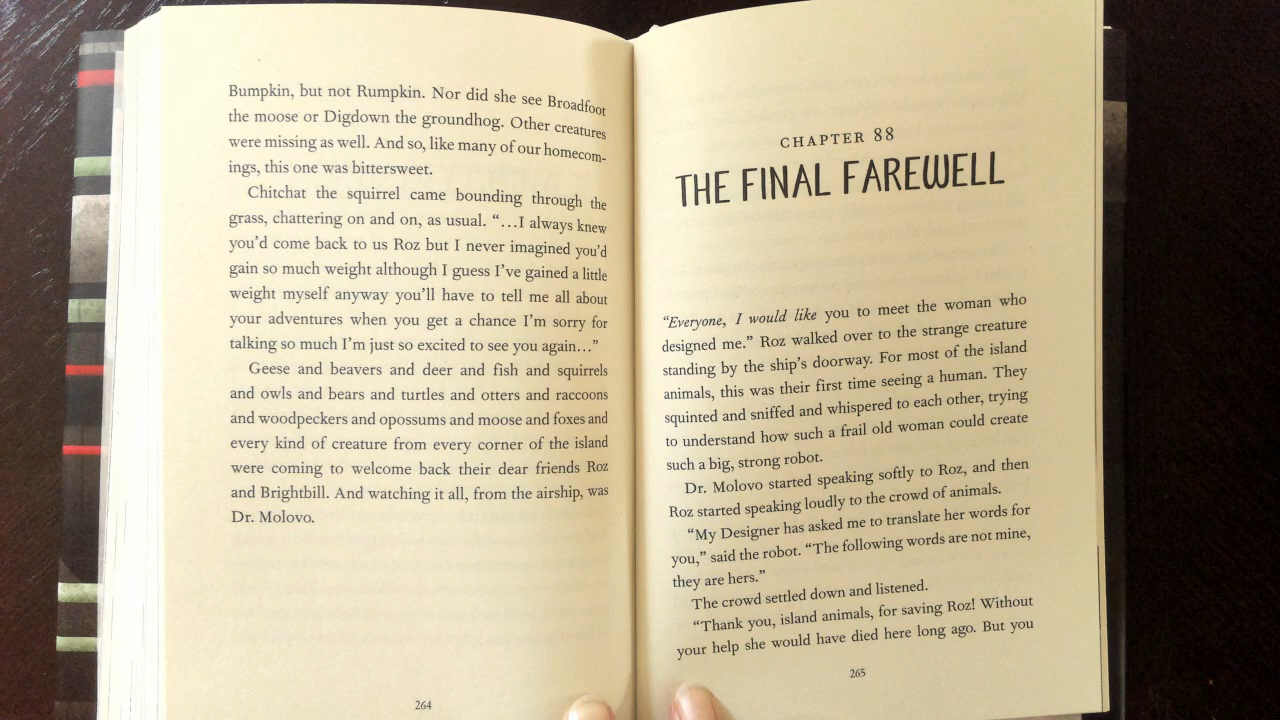 Bumpkin, but not Rumpkin. Nor did she see Broadfoot
the moose or Digdown the groundhog. Other creatures
were missing as well. And so, like many of our homecom-
ings, this one was bittersweet.
Chitchat the squirrel came bounding through the
grass, chattering on and on, as usual. “…I always knew
you’d come back to us Roz but I never imagined you’d
gain so much weight although I guess I’ve gained a little
weight myself anyway you’ll have to tell me all about
your adventures when you get a chance I’m sorry for
talking so much I’m just so excited to see you again…”
Geese and beavers and deer and fish and squirrels
and owls and bears and turtles and otters and raccoons
and woodpeckers and opossums and moose and foxes and
every kind of creature from every corner of the island
were coming to welcome back their dear friends Roz
and Brightbill. And watching it all, from the airship, was
Dr. Molovo.
264
CHAPTER 88
THE FINAL FAREWELL
“Everyone, I would like you to meet the woman who
designed me.” Roz walked over to the strange creature
standing by the ship’s doorway. For most of the island
animals, this was their first time seeing a human. They
squinted and sniffed and whispered to each other, trying
to understand how such a frail old woman could create
such a big, strong robot.
Dr. Molovo started speaking softly to Roz, and then
Roz started speaking loudly to the crowd of animals.
“My Designer has asked me to translate her words for
you,” said the robot. “The following words are not mine,
they are hers.”
The crowd settled down and listened.
“Thank you, island animals, for saving Roz! Without
your help she would have died here long ago. But you
265